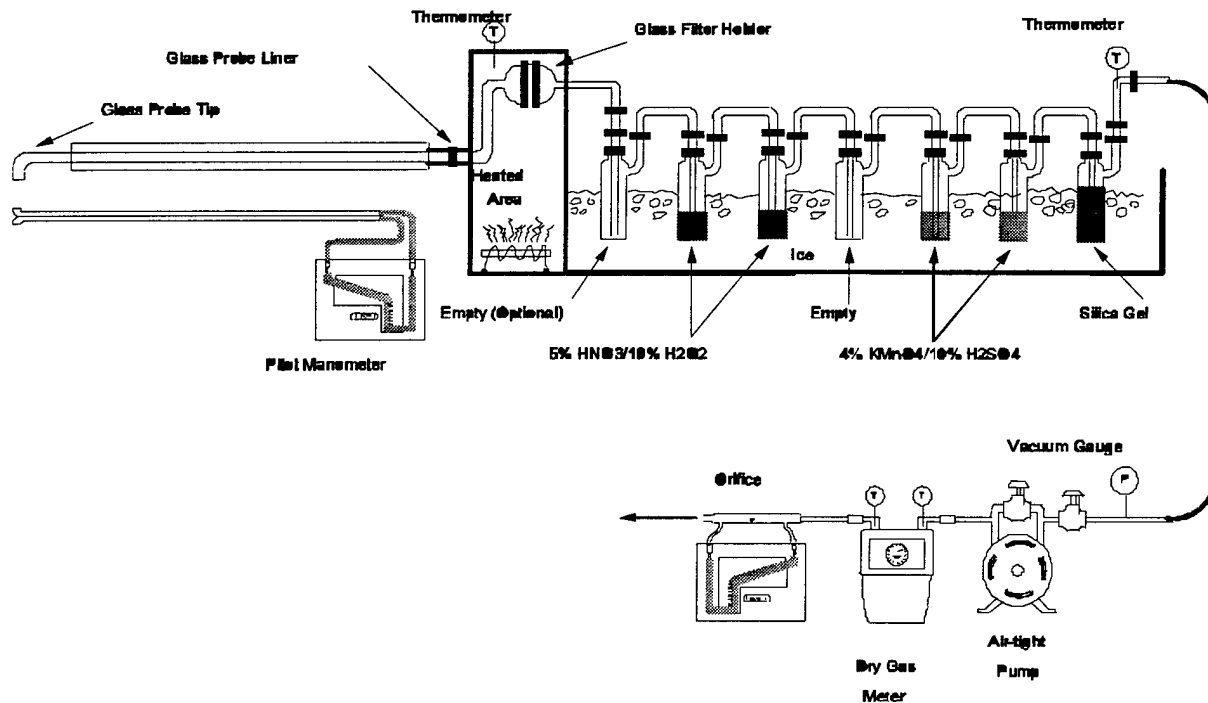 Thermometer
T
Glass Filter Holder
Thermometer
T
Glass Probe Liner
Glass Probe Tip
Heated
Area
Ice
Empty (Optional)
Empty
Silica Gel
5% HNO3/10% H2O2
4% KMnO4/10% H2SO4
Pitot Manometer
Vacuum Gauge
Orifice
P
T
T
Air-tight
Pump
Dry Gas
Meter